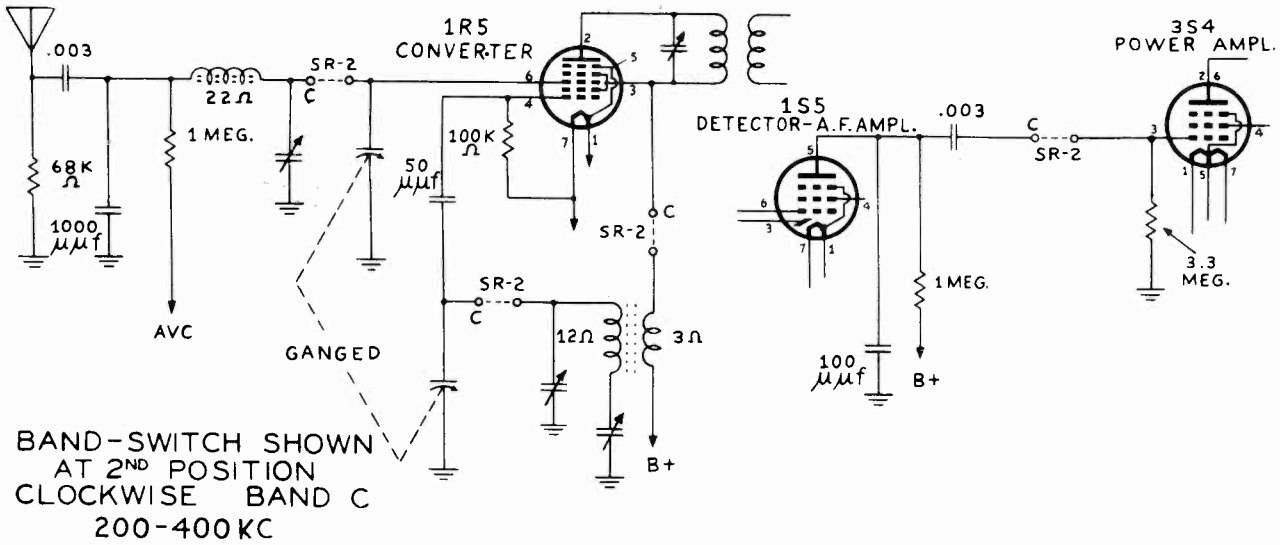 1R5
CONVERTER
3S4
POWER AMPL.
.003
22Ω
SR-2
C
1 MEG.
68K
Ω
1000
μμf
AVC
GANGED
2
5
6
4
3
7
1
100K
Ω
50
μμf
C
SR-2
SR-2
C
12Ω
3Ω
B+
1S5
DETECTOR-A.F. AMPL.
5
6
3
4
7
1
.003
C
SR-2
1 MEG.
100
μμf
B+
2
6
3
4
1
5
7
3.3
MEG.
BAND-SWITCH SHOWN
AT 2ND POSITION
CLOCKWISE BAND C
200-400 KC